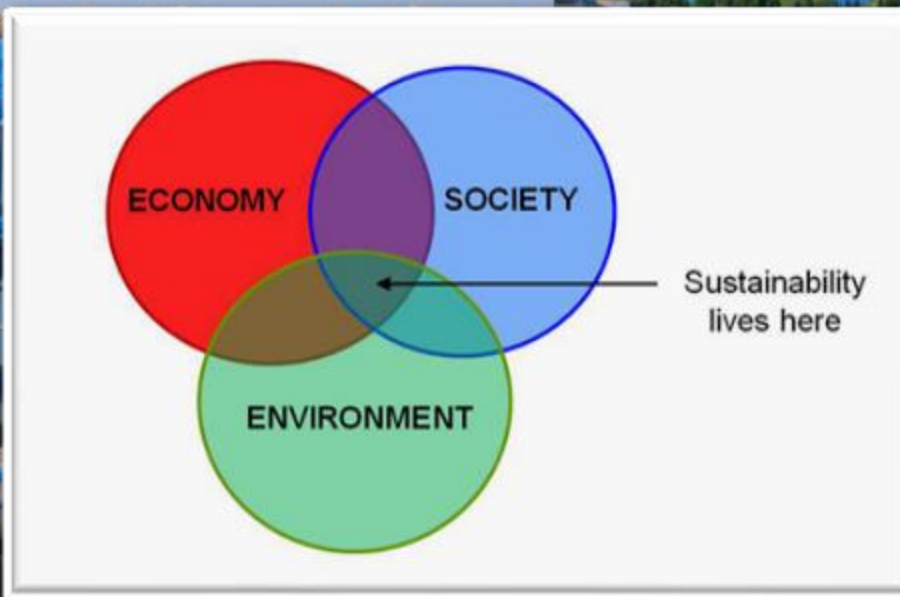 ECONOMY
SOCIETY
Sustainability
lives here
ENVIRONMENT